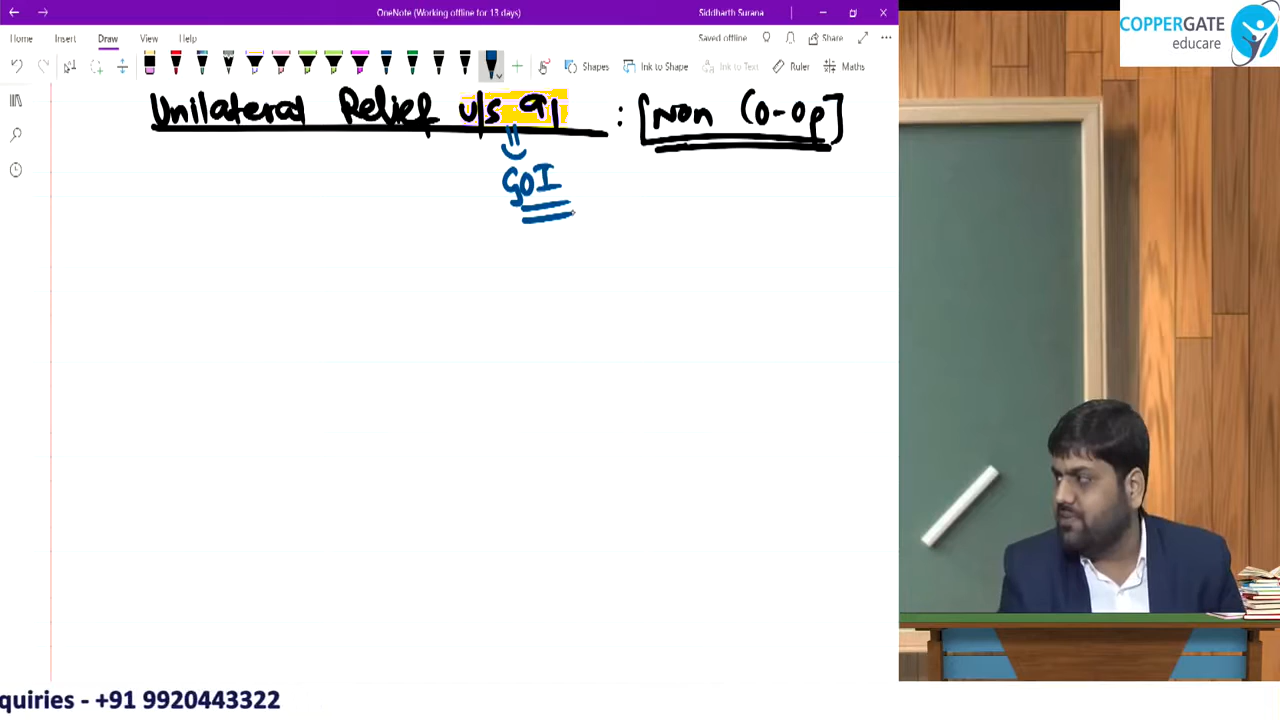 OneNote (Working offline for 13 days)
Siddharth Surana
Home Insert Draw View Help
Saved offline
Share
Shapes
Ink to Shape
Ink to Text
Ruler
Maths
COPPERGATE
educare
Unilateral Relief u/s 91 : [Non Co-op]
GOI
quiries - +91 9920443322